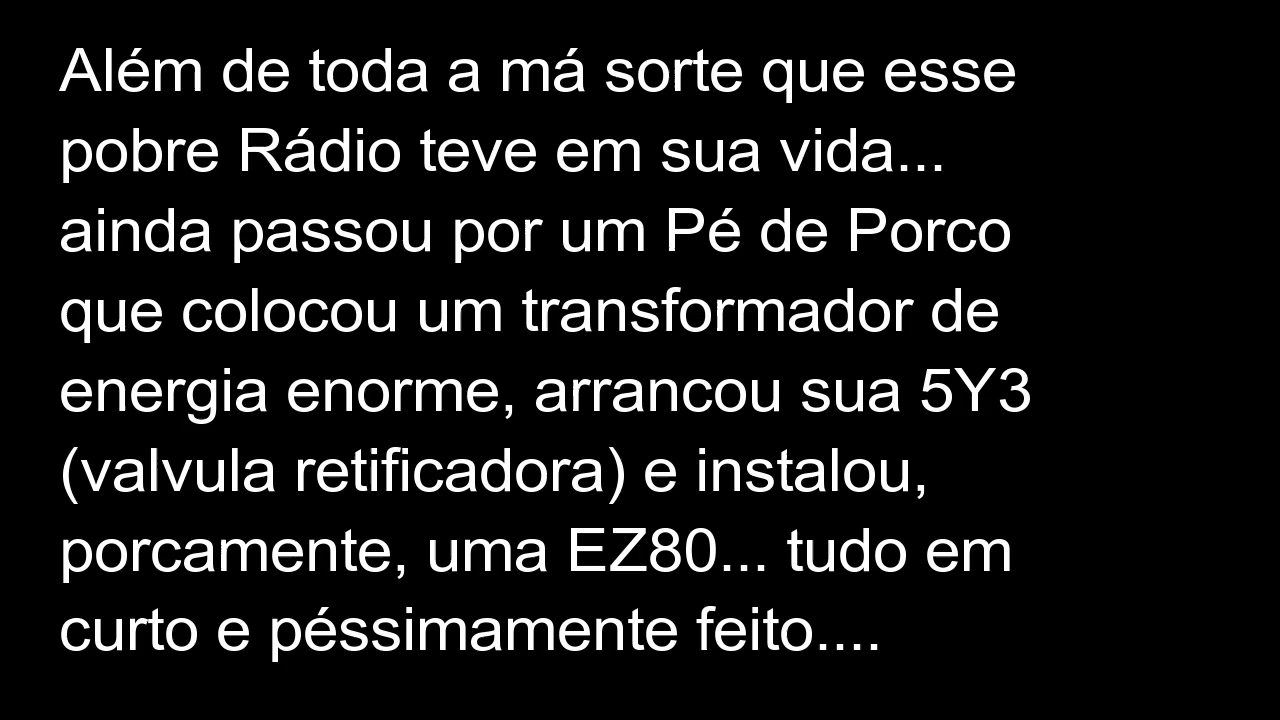 Além de toda a má sorte que esse
pobre Rádio teve em sua vida...
ainda passou por um Pé de Porco
que colocou um transformador de
energia enorme, arrancou sua 5Y3
(valvula retificadora) e instalou,
porcamente, uma EZ80... tudo em
curto e péssimamente feito....